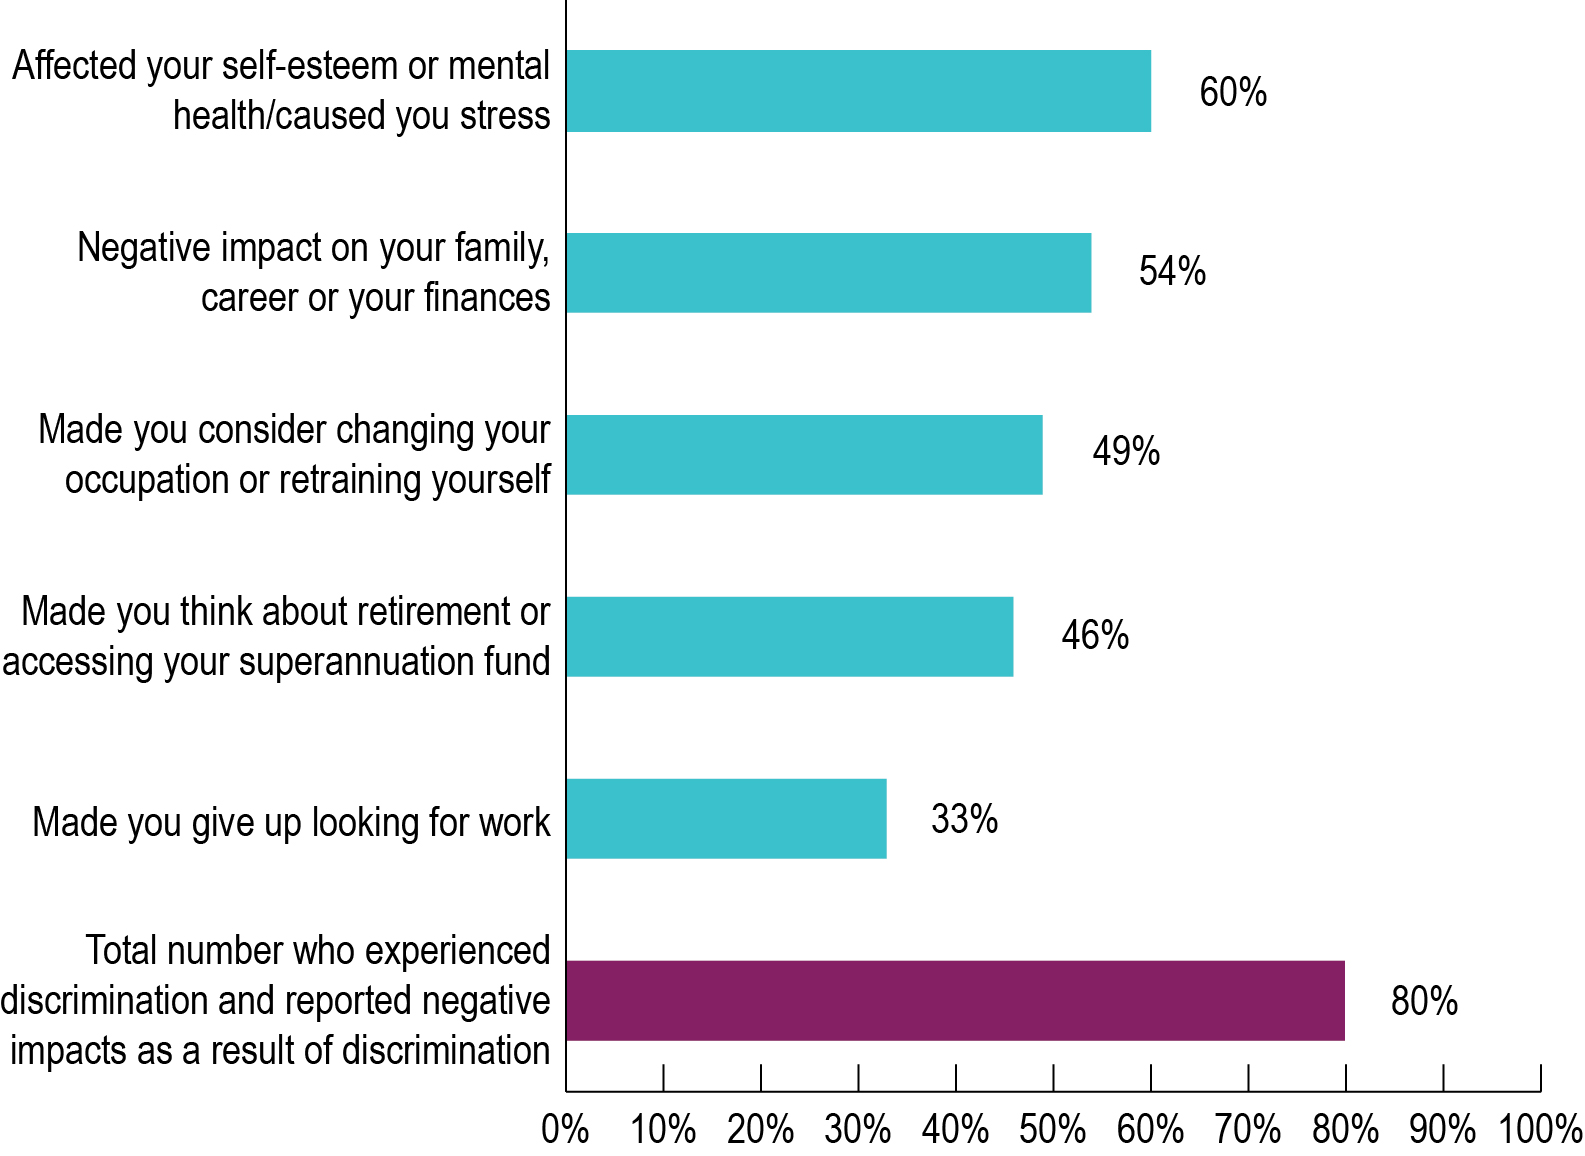 Affected your self-esteem or mental
health/caused you stress
60%
Negative impact on your family,
career or your finances
54%
Made you consider changing your
occupation or retraining yourself
49%
Made you think about retirement or
accessing your superannuation fund
46%
Made you give up looking for work
33%
Total number who experienced
discrimination and reported negative
impacts as a result of discrimination
80%
0% 10% 20% 30% 40% 50% 60% 70% 80% 90% 100%